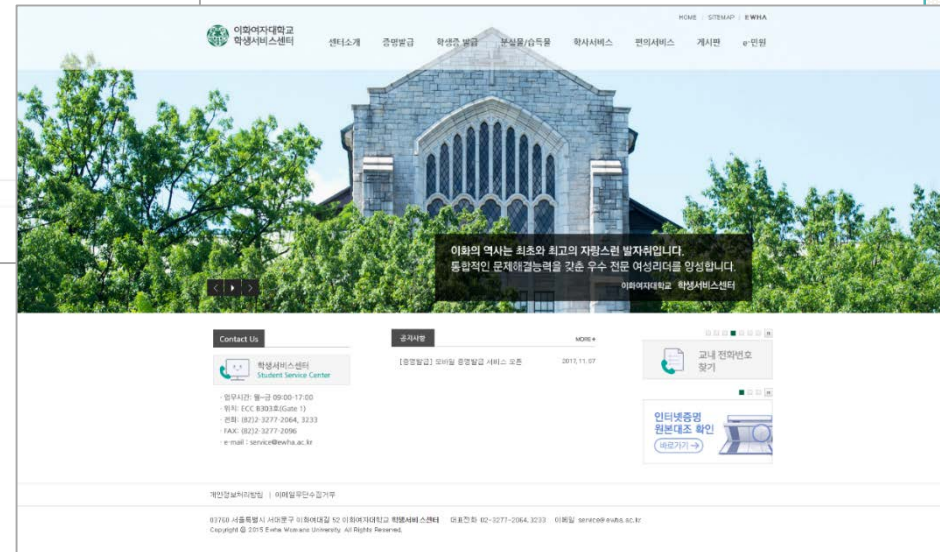 HOME | SITEMAP | EWHA
이화여자대학교
학생서비스센터
센터소개 증명발급 학생증 발급 분실물/습득물 학사서비스 편의서비스 게시판 e-민원
이화의 역사는 최초와 최고의 자랑스런 발자취입니다.
통합적인 문제해결능력을 갖춘 우수 전문 여성리더를 양성합니다.
이화여자대학교 학생서비스센터
Contact Us
학생서비스센터
Student Service Center
· 업무시간: 월~금 09:00-17:00
· 위치: ECC B303호(Gate 1)
· 전화: (82)2-3277-2064, 3233
· FAX: (82)2-3277-2096
· e-mail : service@ewha.ac.kr
공지사항 MORE +
[증명발급] 모바일 증명발급 서비스 오픈 2017.11.07
교내 전화번호
찾기
인터넷증명
원본대조 확인
바로가기 →
개인정보처리방침 | 이메일무단수집거부
03760 서울특별시 서대문구 이화여대길 52 이화여자대학교 학생서비스센터 대표전화 02-3277-2064,3233 이메일 service@ewha.ac.kr
Copyright © 2015 Ewha Womans University. All Rights Reserved.